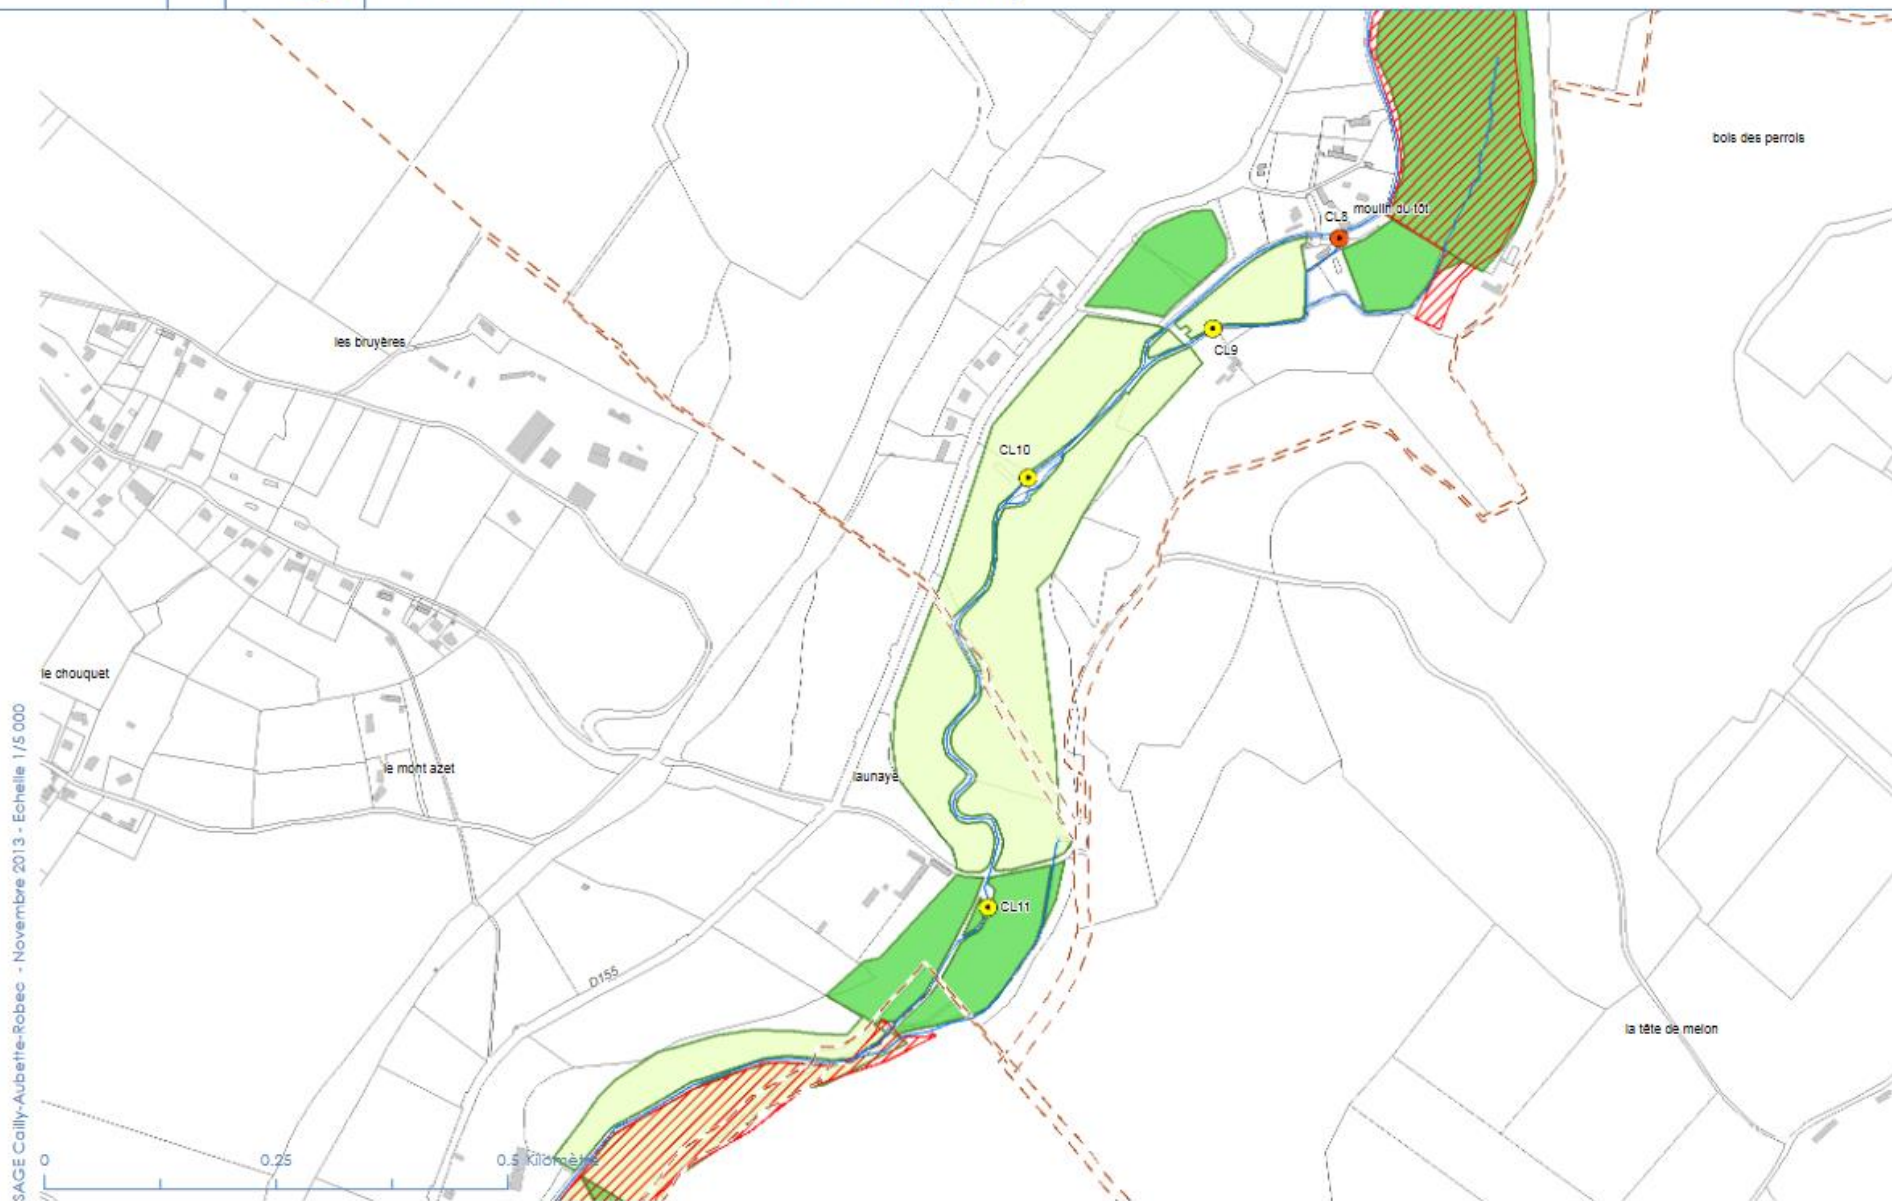 bois des perrois
moulin du tôt
CL8
les bruyères
CL9
CL10
le chouquet
le mont azet
launaye
CL11
D155
la tête de melon
0 0.25 0.5 Kilomètre
SAGE Cailly-Aubette-Robec - Novembre 2013 - Echelle 1/5 000